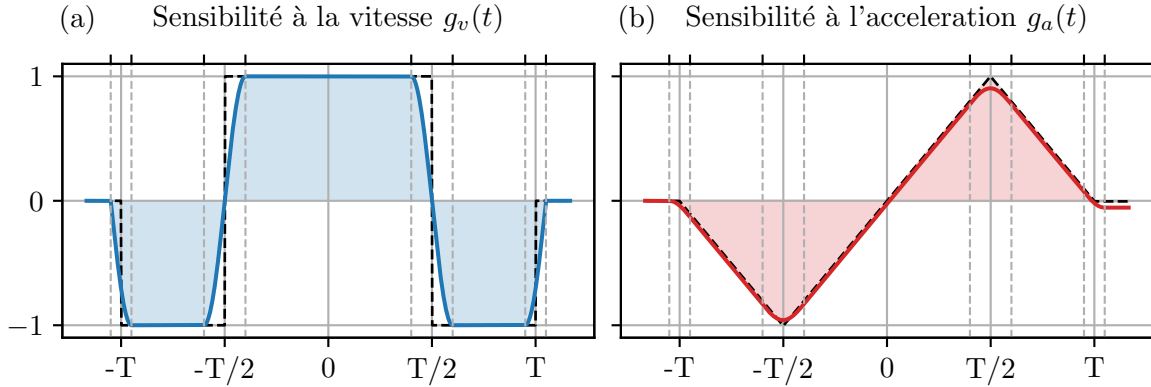 (a) Sensibilité à la vitesse g_v(t)
(b) Sensibilité à l'acceleration g_a(t)
1
0
−1
-T -T/2 0 T/2 T
-T -T/2 0 T/2 T